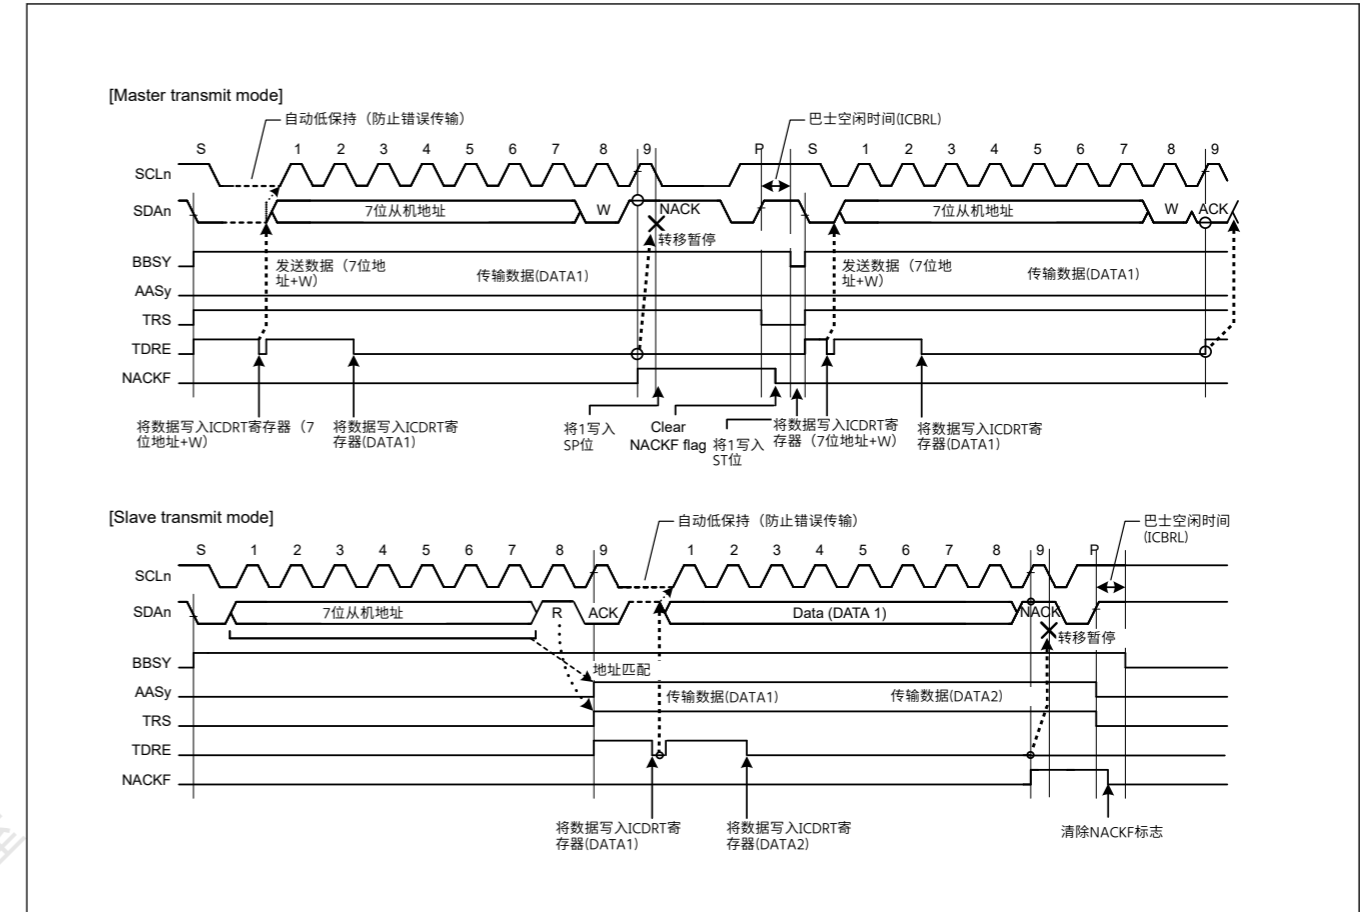 [Master transmit mode]
自动低保持（防止错误传输）
巴士空闲时间(ICBRL)
S 1 2 3 4 5 6 7 8 9 P S 1 2 3 4 5 6 7 8 9
SCLn
SDAn 7位从机地址 W NACK 7位从机地址 W ACK
转移暂停
BBSY
发送数据（7位地
址+W）
传输数据(DATA1)
发送数据（7位地
址+W）
传输数据(DATA1)
AASy
TRS
TDRE
NACKF
将数据写入ICDRT寄存器（7
位地址+W）
将数据写入ICDRT寄
存器(DATA1)
将1写入
SP位
Clear
NACKF flag
将1写入
ST位
将数据写入ICDRT寄
存器（7位地址+W）
将数据写入ICDRT寄
存器(DATA1)
[Slave transmit mode]
自动低保持（防止错误传输）
巴士空闲时间
(ICBRL)
S 1 2 3 4 5 6 7 8 9 1 2 3 4 5 6 7 8 9 P
SCLn
SDAn 7位从机地址 R ACK Data (DATA 1) NACK
转移暂停
BBSY
地址匹配
AASy
传输数据(DATA1)
传输数据(DATA2)
TRS
TDRE
NACKF
将数据写入ICDRT寄
存器(DATA1)
将数据写入ICDRT寄
存器(DATA2)
清除NACKF标志